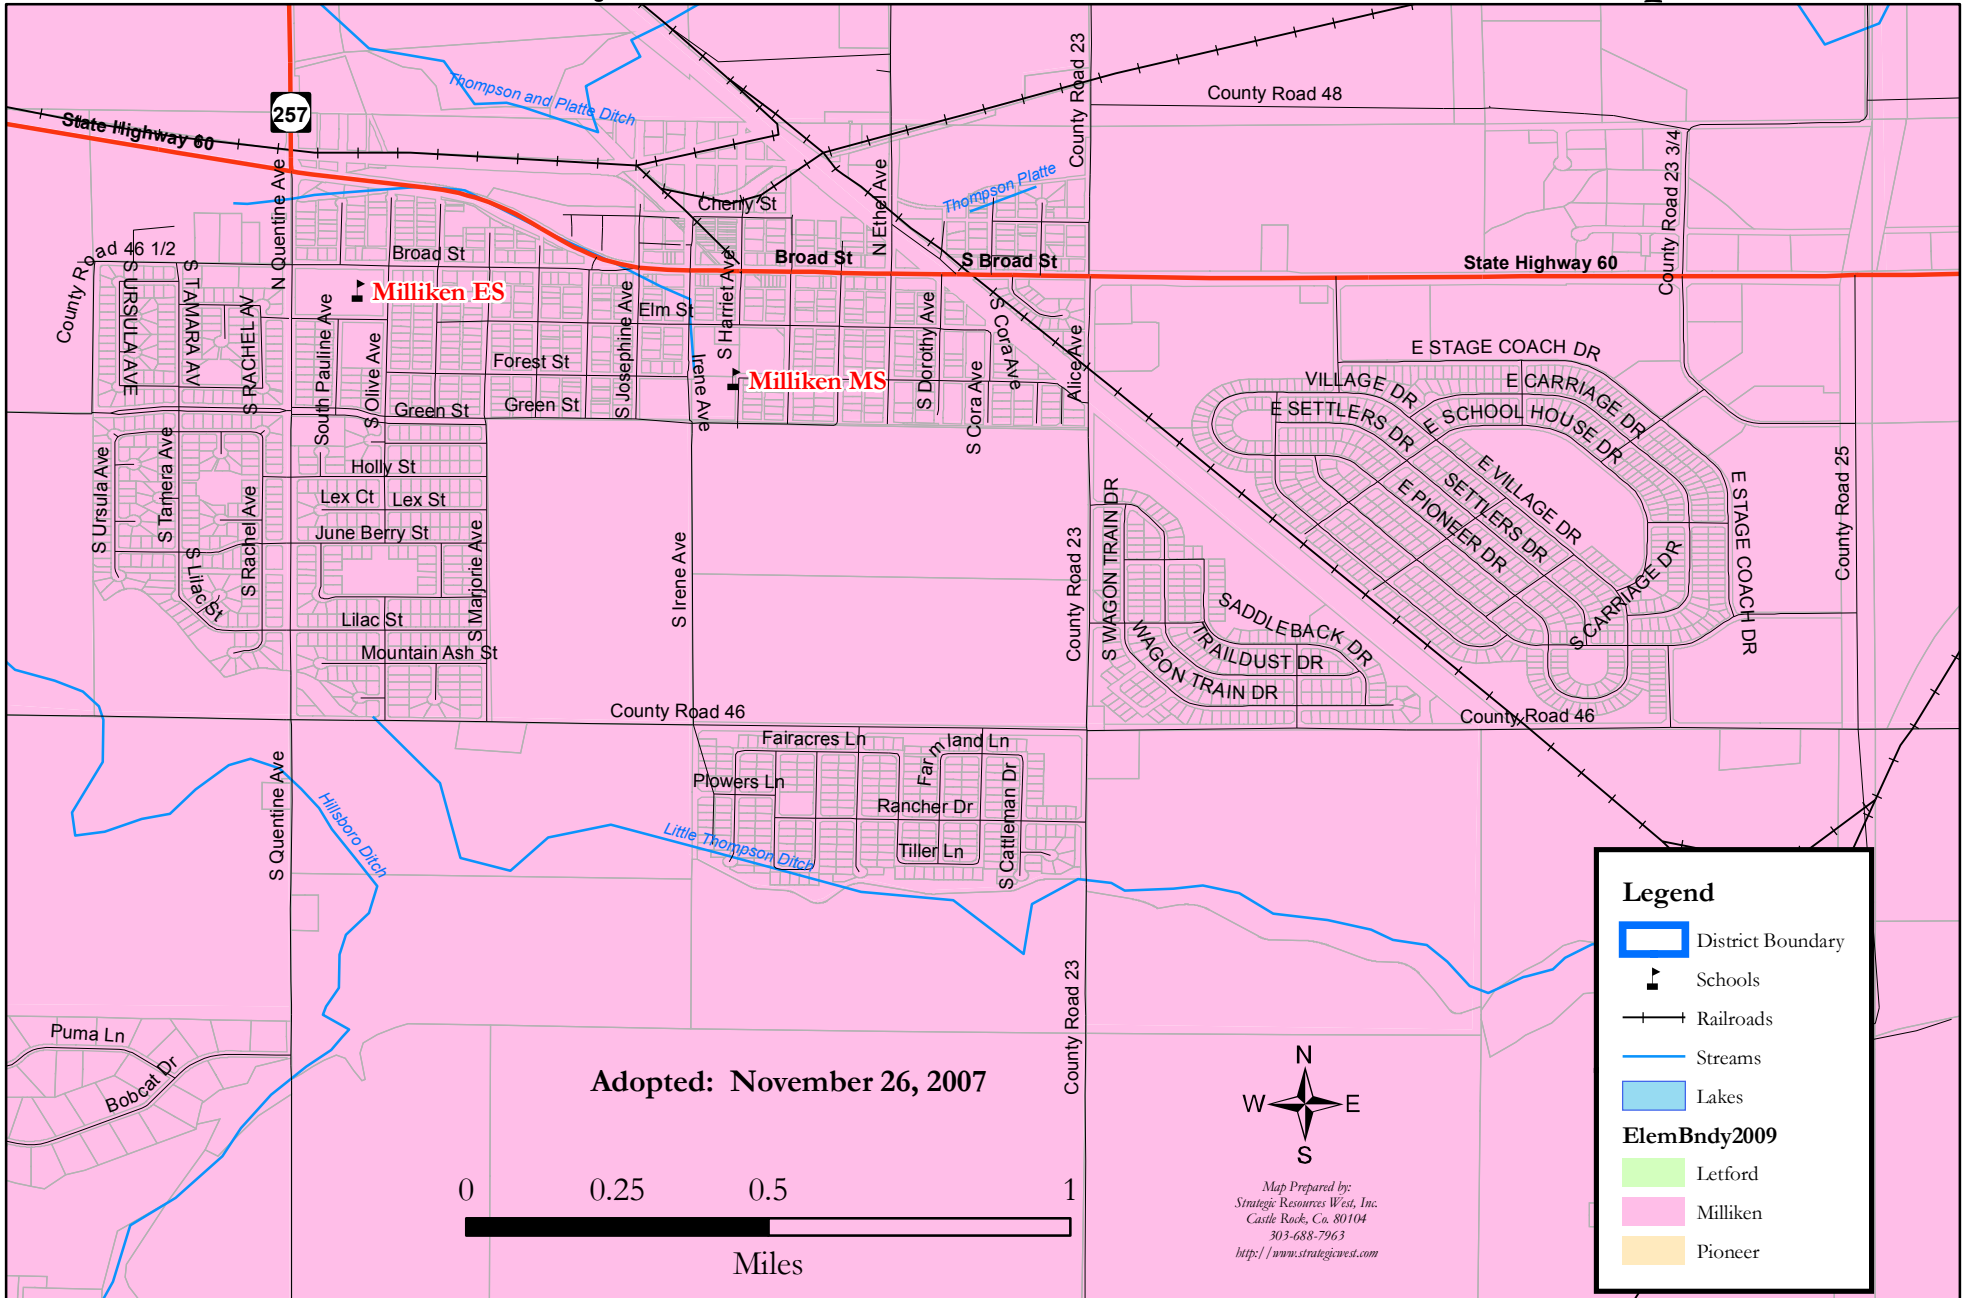 Thompson and Platte Ditch
257
State Highway 60
County Road 23
County Road 48
County Road 23 3/4
N Quentine Ave
N Ethel Ave
Thompson Platte
Cherry St
County Road 46 1/2
Broad St
Broad St
S Broad St
State Highway 60
Milliken ES
S URSULA AVE
S TAMARA AV
S RACHEL AV
South Pauline Ave
S Olive Ave
Elm St
S Harriet Ave
S Josephine Ave
Forest St
Irene Ave
Milliken MS
S Dorothy Ave
S Cora Ave
S Cora Ave
Alice Ave
Green St
Green St
E STAGE COACH DR
VILLAGE DR
E CARRIAGE DR
E SETTLERS DR
E SCHOOL HOUSE DR
E VILLAGE DR
SETTLERS DR
E PIONEER DR
E STAGE COACH DR
S CARRIAGE DR
County Road 25
S Ursula Ave
S Tamera Ave
S Rachel Ave
S Lilac St
Holly St
Lex Ct
Lex St
June Berry St
S Marjorie Ave
Lilac St
Mountain Ash St
S Irene Ave
County Road 23
S WAGON TRAIN DR
SADDLEBACK DR
TRAILDUST DR
WAGON TRAIN DR
County Road 46
County Road 46
Fairacres Ln
Farmland Ln
Plowers Ln
Rancher Dr
Tiller Ln
S Cattleman Dr
S Quentine Ave
Hillsboro Ditch
Little Thompson Ditch
County Road 23
Puma Ln
Bobcat Dr
Adopted: November 26, 2007
0 0.25 0.5 1
Miles
N
W E
S
Map Prepared by:
Strategic Resources West, Inc.
Castle Rock, Co. 80104
303-688-7963
http://www.strategicwest.com
Legend
District Boundary
Schools
Railroads
Streams
Lakes
ElemBndy2009
Letford
Milliken
Pioneer